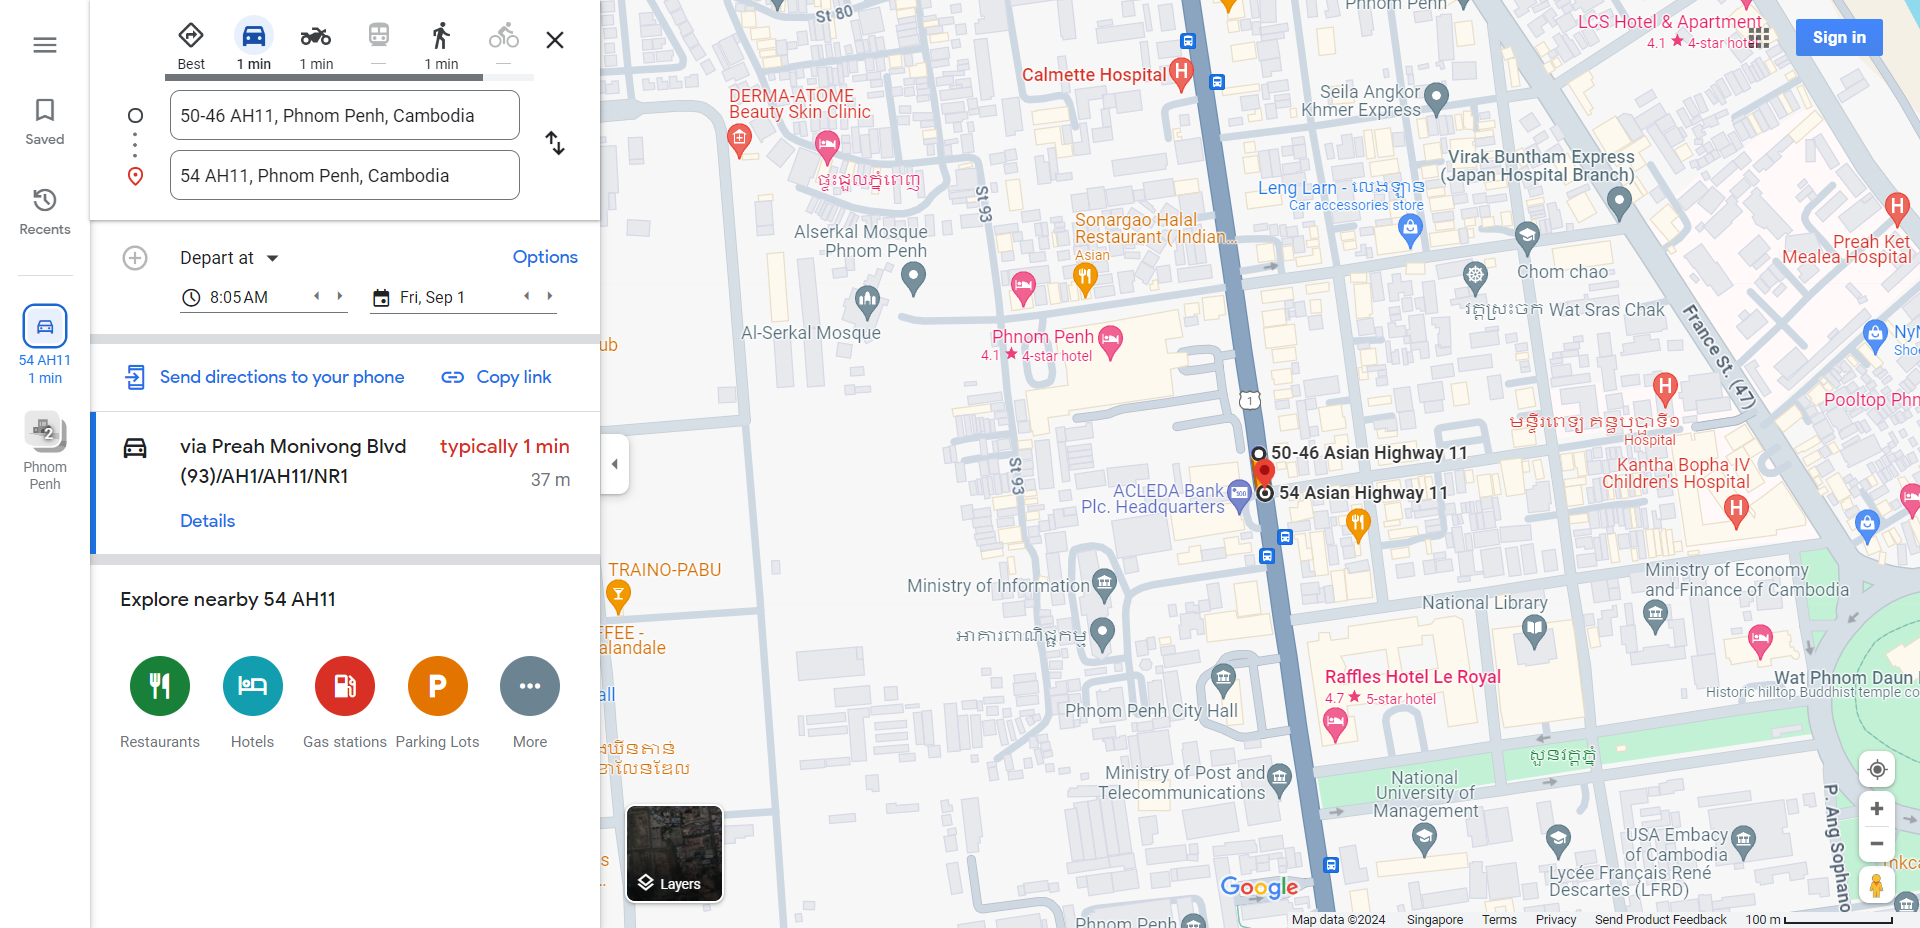 Saved
Recents
54 AH11
1 min
2
Phnom
Penh
Best
1 min
1 min
—
1 min
—
50-46 AH11, Phnom Penh, Cambodia
54 AH11, Phnom Penh, Cambodia
Depart at
Options
8:05 AM
Fri, Sep 1
Send directions to your phone
Copy link
via Preah Monivong Blvd
(93)/AH1/AH11/NR1
typically 1 min
37 m
Details
Explore nearby 54 AH11
P
Restaurants
Hotels
Gas stations
Parking Lots
More
St 80
Phnom Penh
LCS Hotel & Apartment
4.1 ★ 4-star hotel
Sign in
Calmette Hospital
H
DERMA-ATOME
Beauty Skin Clinic
Seila Angkor
Khmer Express
ផ្ទះជួលភ្នំពេញ
St 93
Virak Buntham Express
(Japan Hospital Branch)
Leng Larn - លេងឡាន
Car accessories store
Sonargao Halal
Restaurant ( Indian...
Asian
Alserkal Mosque
Phnom Penh
H
Preah Ket
Mealea Hospital
Chom chao
វត្តស្រះចក Wat Sras Chak
Al-Serkal Mosque
Phnom Penh
4.1 ★ 4-star hotel
France St. (47)
NyN
Shoe
ub
1
H
Pooltop Phn
មន្ទីរពេទ្យ គន្ធបុប្ផាទី១
Hospital
50-46 Asian Highway 11
St 93
Kantha Bopha IV
Children's Hospital
H
ACLEDA Bank
Plc. Headquarters
54 Asian Highway 11
TRAINO-PABU
Ministry of Information
Ministry of Economy
and Finance of Cambodia
National Library
FFEE -
alandale
អាគារពាណិជ្ជកម្ម
Raffles Hotel Le Royal
4.7 ★ 5-star hotel
Wat Phnom Daun
Historic hilltop Buddhist temple co
all
Phnom Penh City Hall
សួនវត្តភ្នំ
Ministry of Post and
Telecommunications
National
University of
Management
P. Ang Sophano
USA Embacy
of Cambodia
Lycée Français René
Descartes (LFRD)
nkc
s
..
Layers
Google
Phnom Penh
Map data ©2024
Singapore
Terms
Privacy
Send Product Feedback
100 m